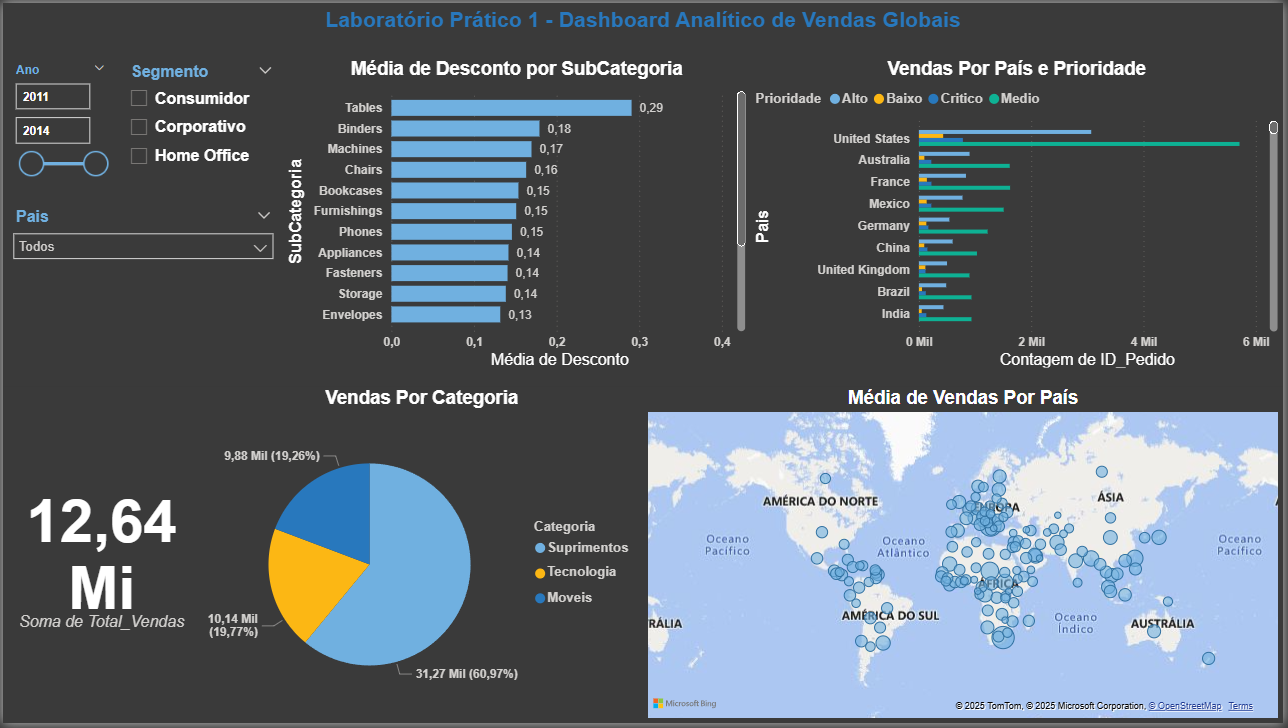 Laboratório Prático 1 - Dashboard Analítico de Vendas Globais
Ano
2011
2014
Segmento
Consumidor
Corporativo
Home Office
Pais
Todos
Média de Desconto por SubCategoria
SubCategoria
Tables 0,29
Binders 0,18
Machines 0,17
Chairs 0,16
Bookcases 0,15
Furnishings 0,15
Phones 0,15
Appliances 0,14
Fasteners 0,14
Storage 0,14
Envelopes 0,13
0,0 0,1 0,2 0,3 0,4
Média de Desconto
Vendas Por País e Prioridade
Prioridade Alto Baixo Critico Medio
Pais
United States
Australia
France
Mexico
Germany
China
United Kingdom
Brazil
India
0 Mil 2 Mil 4 Mil 6 Mil
Contagem de ID_Pedido
12,64
Mi
Soma de Total_Vendas
Vendas Por Categoria
9,88 Mil (19,26%)
10,14 Mil
(19,77%)
31,27 Mil (60,97%)
Categoria
Suprimentos
Tecnologia
Moveis
Média de Vendas Por País
AMÉRICA DO NORTE
EUROPA
ÁSIA
Oceano
Pacífico
Oceano
Atlântico
Oceano
Pacífico
ÁFRICA
AMÉRICA DO SUL
Oceano
Índico
TRÁLIA
AUSTRÁLIA
A
Microsoft Bing
© 2025 TomTom, © 2025 Microsoft Corporation, © OpenStreetMap Terms